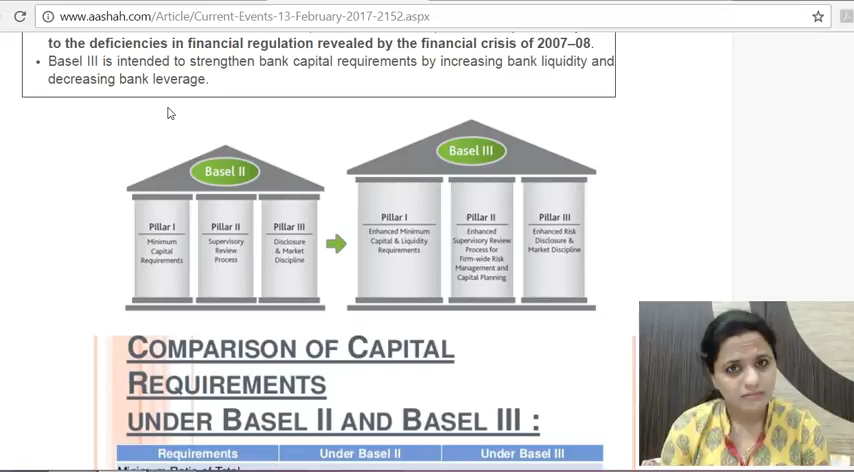 www.aashah.com/Article/Current-Events-13-February-2017-2152.aspx
to the deficiencies in financial regulation revealed by the financial crisis of 2007–08.
• Basel III is intended to strengthen bank capital requirements by increasing bank liquidity and
decreasing bank leverage.
Basel II
Pillar I
Minimum
Capital
Requirements
Pillar II
Supervisory
Review
Process
Pillar III
Disclosure
& Market
Discipline
Basel III
Pillar I
Enhanced Minimum
Capital & Liquidity
Requirements
Pillar II
Enhanced
Supervisory Review
Process for
Firm-wide Risk
Management and
Capital Planning
Pillar III
Enhanced Risk
Disclosure &
Market Discipline
COMPARISON OF CAPITAL
REQUIREMENTS
UNDER BASEL II AND BASEL III :
Requirements
Under Basel II
Under Basel III
Minimum Ratio of Total